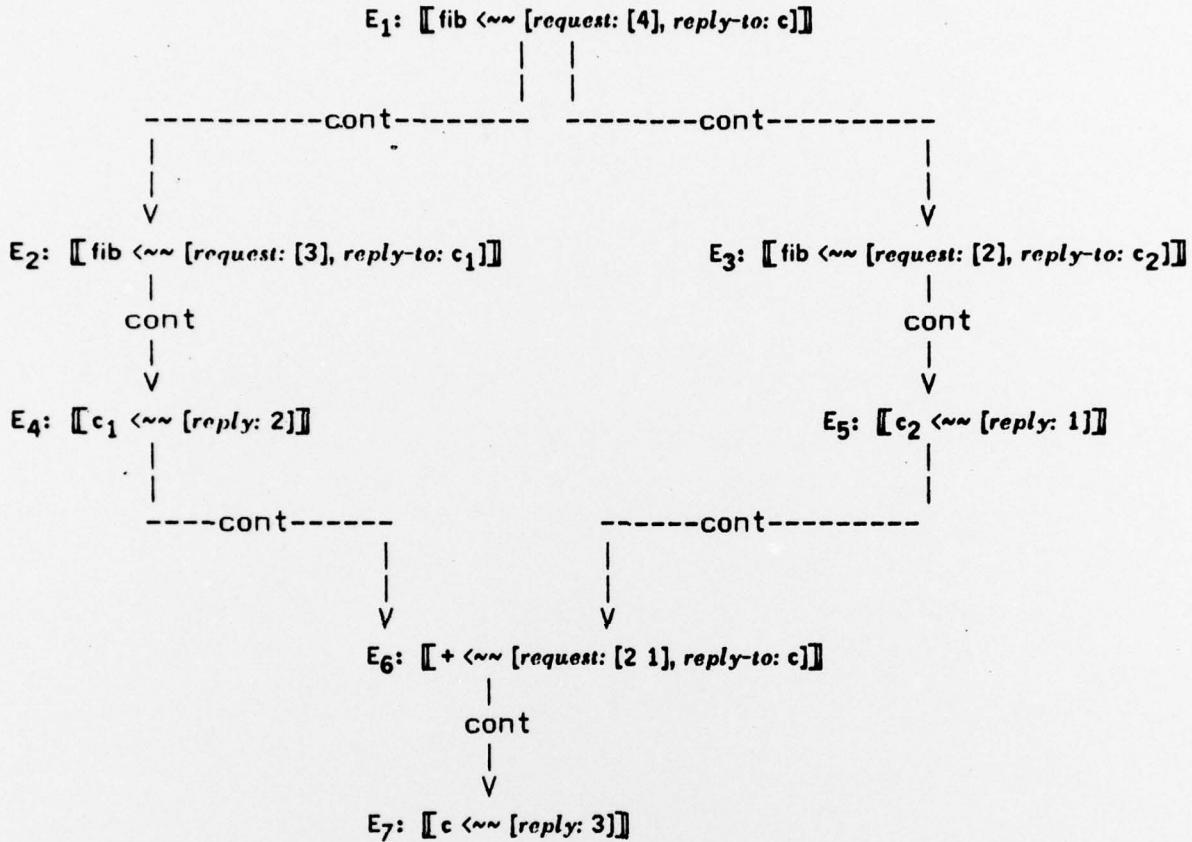 E₁: ⟦fib <~~ [request: [4], reply-to: c]⟧
cont cont
E₂: ⟦fib <~~ [request: [3], reply-to: c₁]⟧ E₃: ⟦fib <~~ [request: [2], reply-to: c₂]⟧
cont cont
E₄: ⟦c₁ <~~ [reply: 2]⟧ E₅: ⟦c₂ <~~ [reply: 1]⟧
cont cont
E₆: ⟦+ <~~ [request: [2 1], reply-to: c]⟧
cont
E₇: ⟦c <~~ [reply: 3]⟧